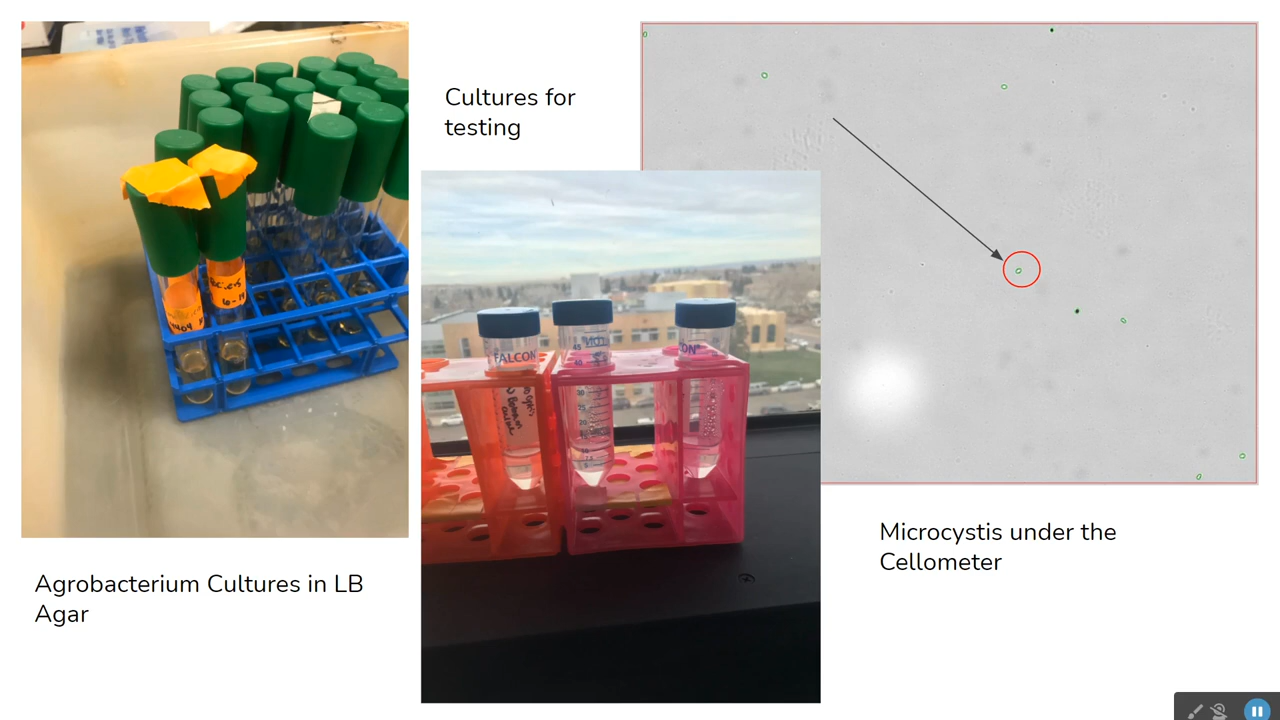 Cultures for
testing
FALCON
Agrobacterium Cultures in LB
Agar
Microcystis under the
Cellometer